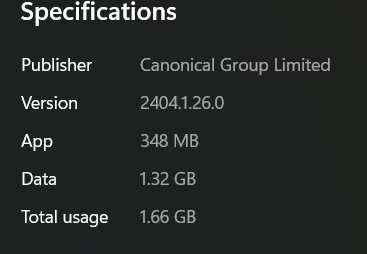 Specifications
Publisher Canonical Group Limited
Version 2404.1.26.0
App 348 MB
Data 1.32 GB
Total usage 1.66 GB